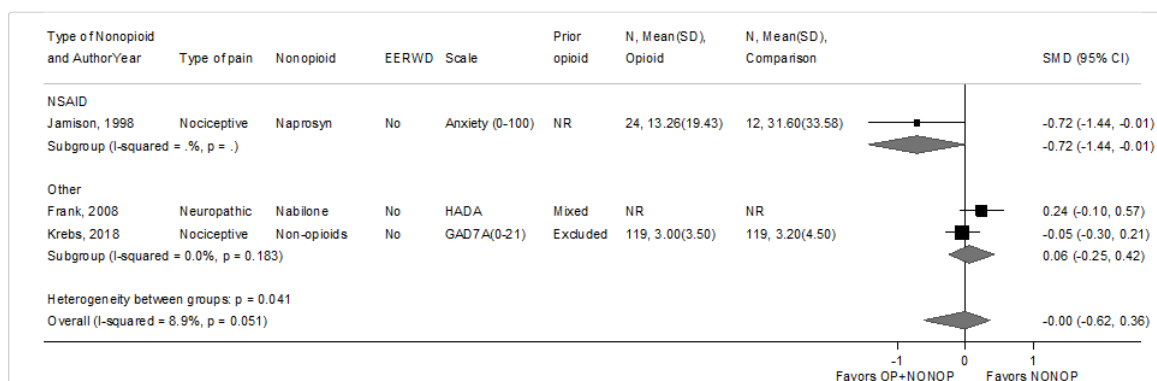 Type of Nonopioid Prior N, Mean(SD), N, Mean(SD),
and AuthorYear Type of pain Nonopioid EERWD Scale opioid Opioid Comparison SMD (95% CI)
NSAID
Jamison, 1998 Nociceptive Naprosyn No Anxiety (0-100) NR 24, 13.26(19.43) 12, 31.60(33.58) -0.72 (-1.44, -0.01)
Subgroup (I-squared = .%, p = .) -0.72 (-1.44, -0.01)
Other
Frank, 2008 Neuropathic Nabilone No HADA Mixed NR NR 0.24 (-0.10, 0.57)
Krebs, 2018 Nociceptive Non-opioids No GAD7A(0-21) Excluded 119, 3.00(3.50) 119, 3.20(4.50) -0.05 (-0.30, 0.21)
Subgroup (I-squared = 0.0%, p = 0.183) 0.06 (-0.25, 0.42)
Heterogeneity between groups: p = 0.041
Overall (I-squared = 8.9%, p = 0.051) -0.00 (-0.62, 0.36)
-1 0 1
Favors OP+NONOP Favors NONOP